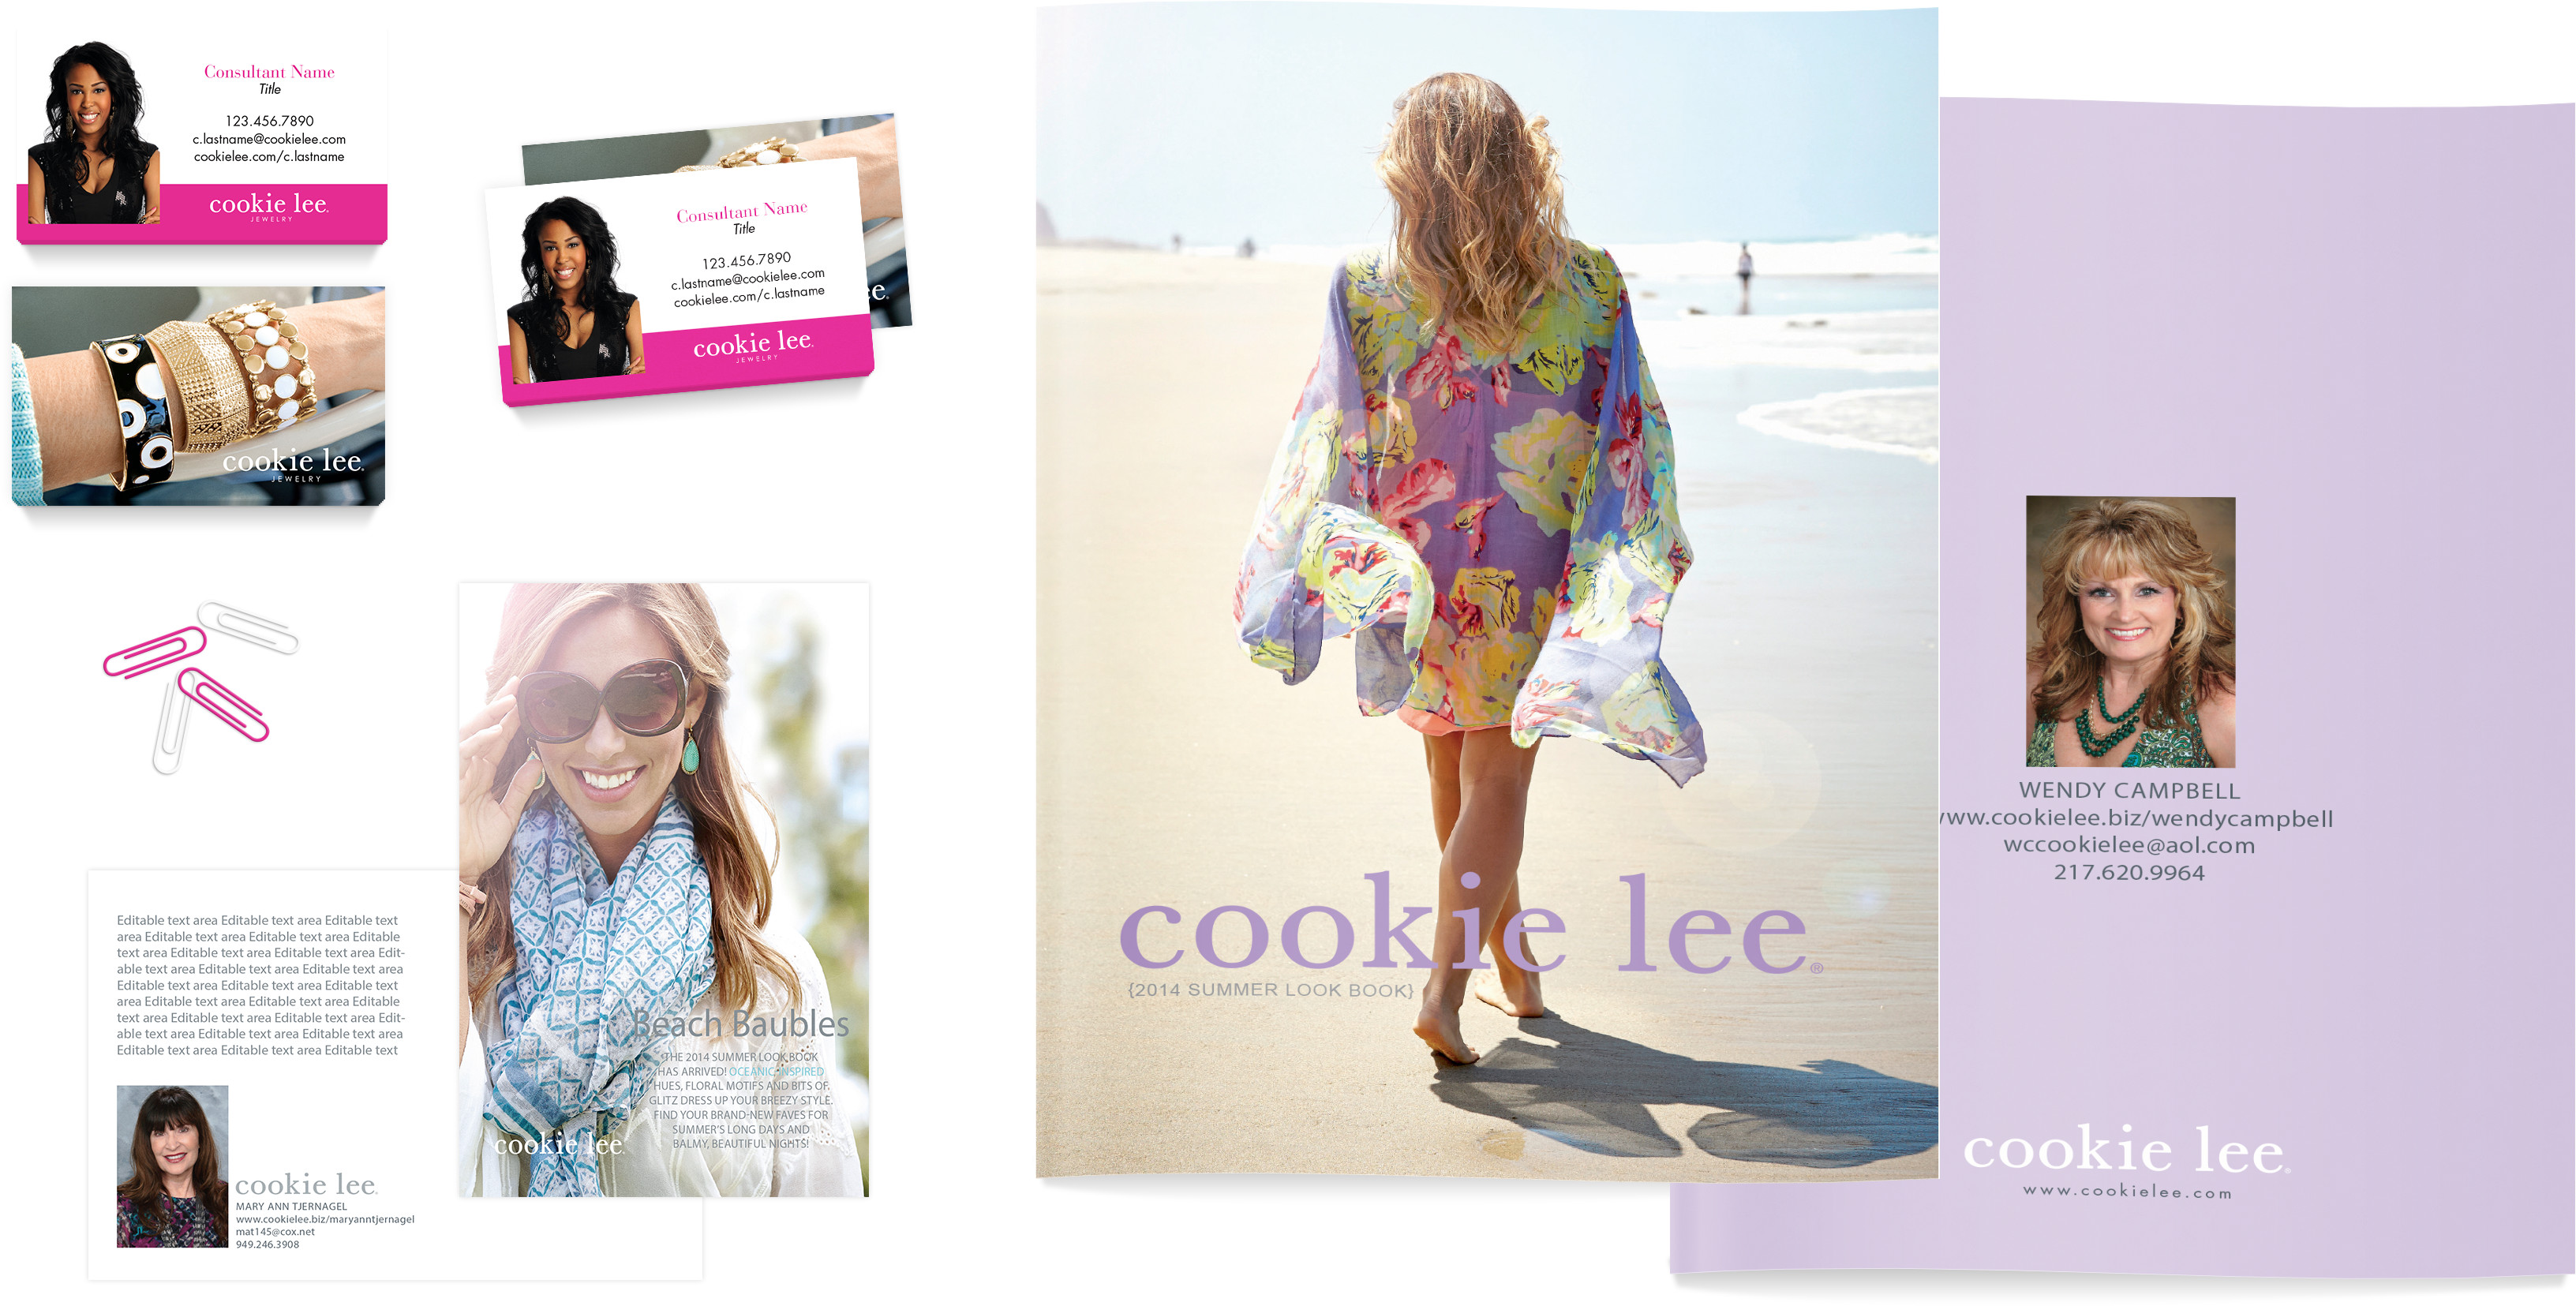 Consultant Name
Title
123.456.7890
c.lastname@cookielee.com
cookielee.com/c.lastname
cookie lee.
JEWELRY
cookie lee.
JEWELRY
Consultant Name
Title
123.456.7890
c.lastname@cookielee.com
cookielee.com/c.lastname
cookie lee.
JEWELRY
ee.
Editable text area Editable text area Editable text
area Editable text area Editable text area Editable
text area Editable text area Editable text area Edit-
able text area Editable text area Editable text area
Editable text area Editable text area Editable text
area Editable text area Editable text area Editable
text area Editable text area Editable text area Edit-
able text area Editable text area Editable text area
Editable text area Editable text area Editable text
cookie lee.
MARY ANN TJERNAGEL
www.cookielee.biz/maryanntjernagel
mat145@cox.net
949.246.3908
Beach Baubles
THE 2014 SUMMER LOOK BOOK
HAS ARRIVED! OCEANIC-INSPIRED
HUES, FLORAL MOTIFS AND BITS OF
GLITZ DRESS UP YOUR BREEZY STYLE.
FIND YOUR BRAND-NEW FAVES FOR
SUMMER'S LONG DAYS AND
BALMY, BEAUTIFUL NIGHTS!
cookie lee.
cookie lee®
{2014 SUMMER LOOK BOOK}
WENDY CAMPBELL
www.cookielee.biz/wendycampbell
wccookielee@aol.com
217.620.9964
cookie lee®
www.cookielee.com